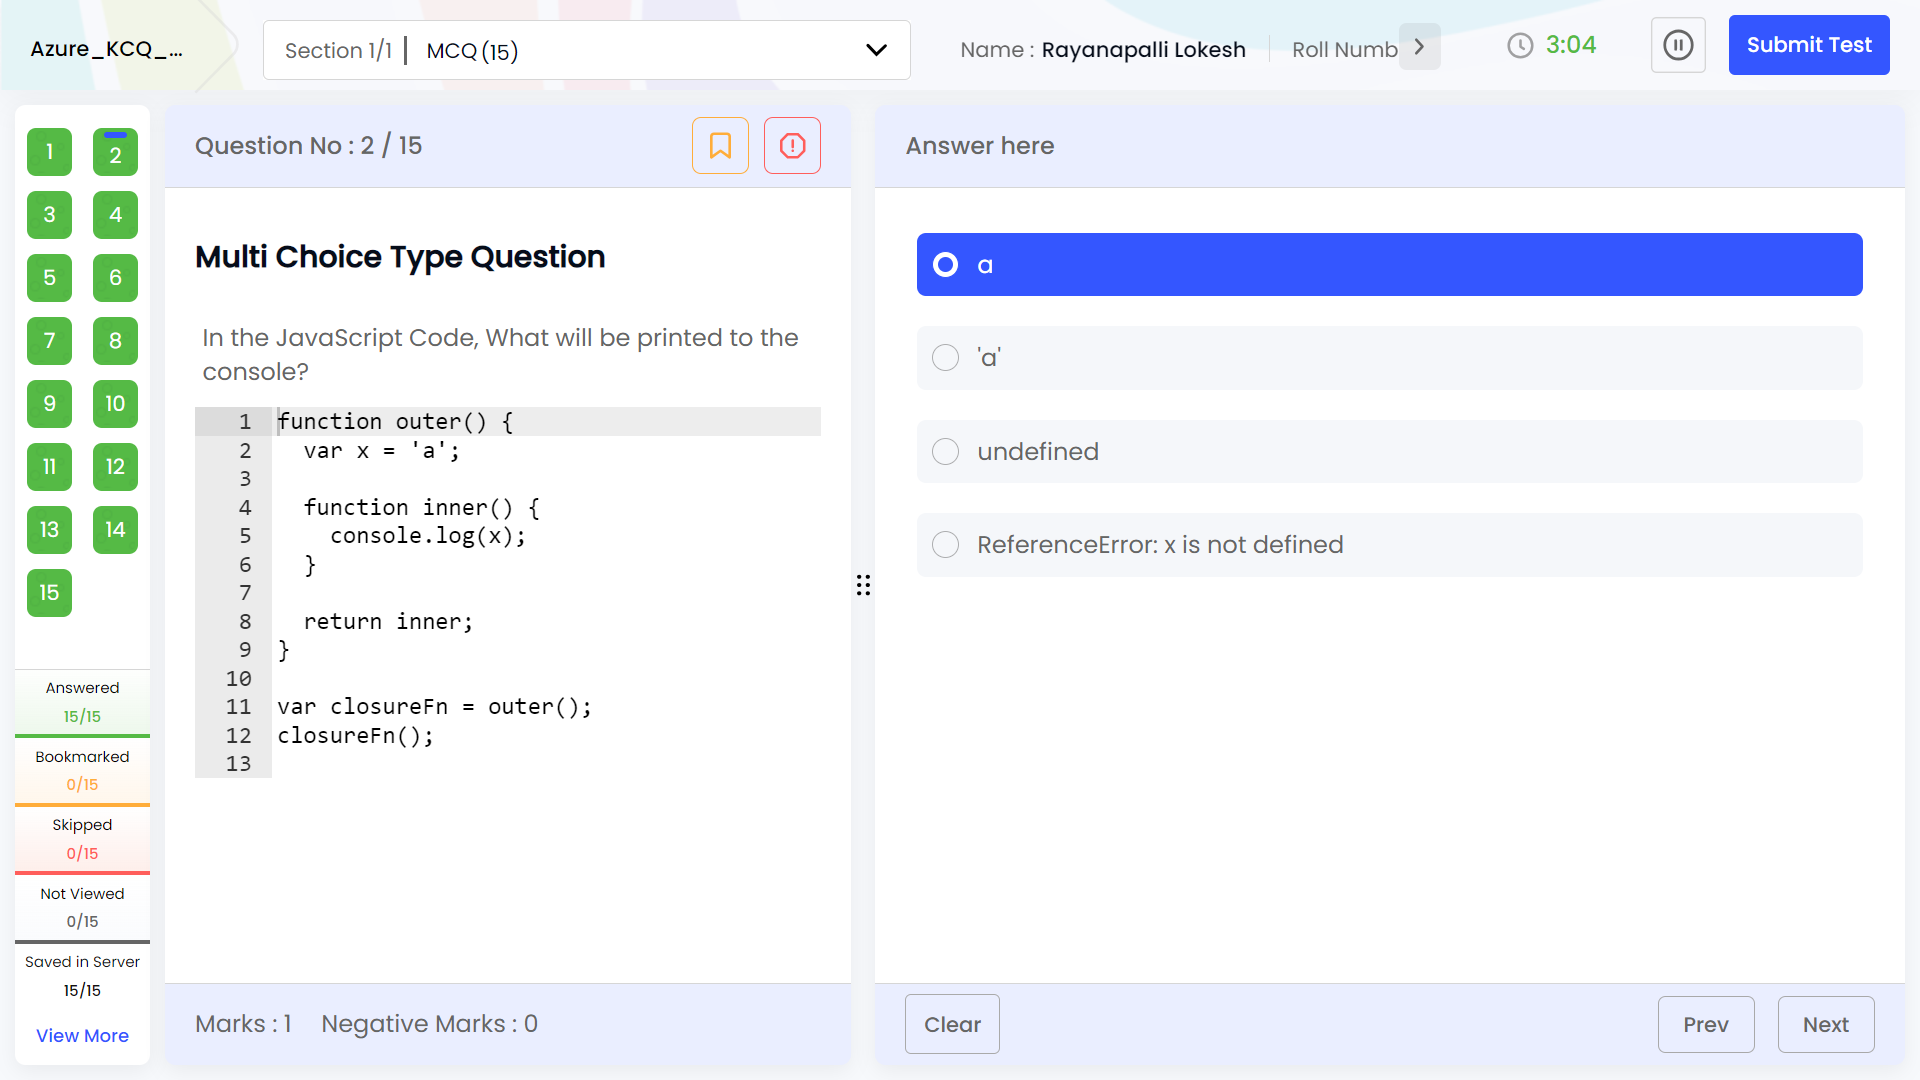 Azure_KCQ_...
Section 1/1 | MCQ (15)
Name : Rayanapalli Lokesh
Roll Numb
3:04
Submit Test
1 2
3 4
5 6
7 8
9 10
11 12
13 14
15
Answered
15/15
Bookmarked
0/15
Skipped
0/15
Not Viewed
0/15
Saved in Server
15/15
View More
Question No : 2 / 15
Multi Choice Type Question
In the JavaScript Code, What will be printed to the
console?
1 function outer() {
2   var x = 'a';
3
4   function inner() {
5     console.log(x);
6   }
7
8   return inner;
9 }
10
11 var closureFn = outer();
12 closureFn();
13
Marks : 1 Negative Marks : 0
Answer here
a
'a'
undefined
ReferenceError: x is not defined
Clear
Prev
Next